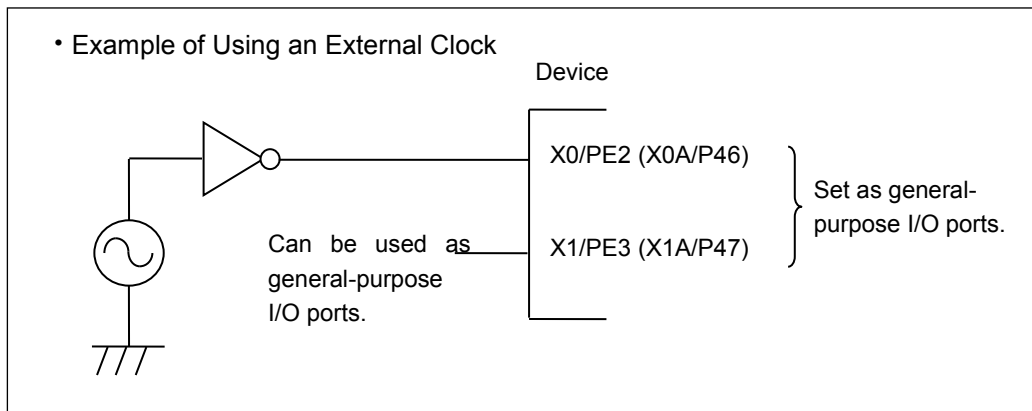 ・Example of Using an External Clock
Device
X0/PE2 (X0A/P46)
Set as general-
purpose I/O ports.
Can be used as
general-purpose
I/O ports.
X1/PE3 (X1A/P47)